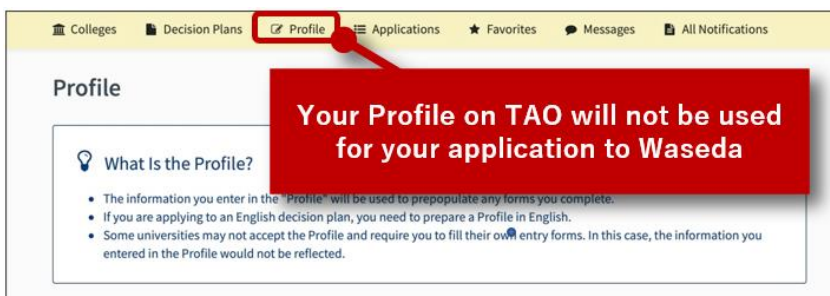 Colleges Decision Plans Profile Applications Favorites Messages All Notifications
Profile
Your Profile on TAO will not be used
for your application to Waseda
What Is the Profile?
• The information you enter in the "Profile" will be used to prepopulate any forms you complete.
• If you are applying to an English decision plan, you need to prepare a Profile in English.
• Some universities may not accept the Profile and require you to fill their own entry forms. In this case, the information you
entered in the Profile would not be reflected.